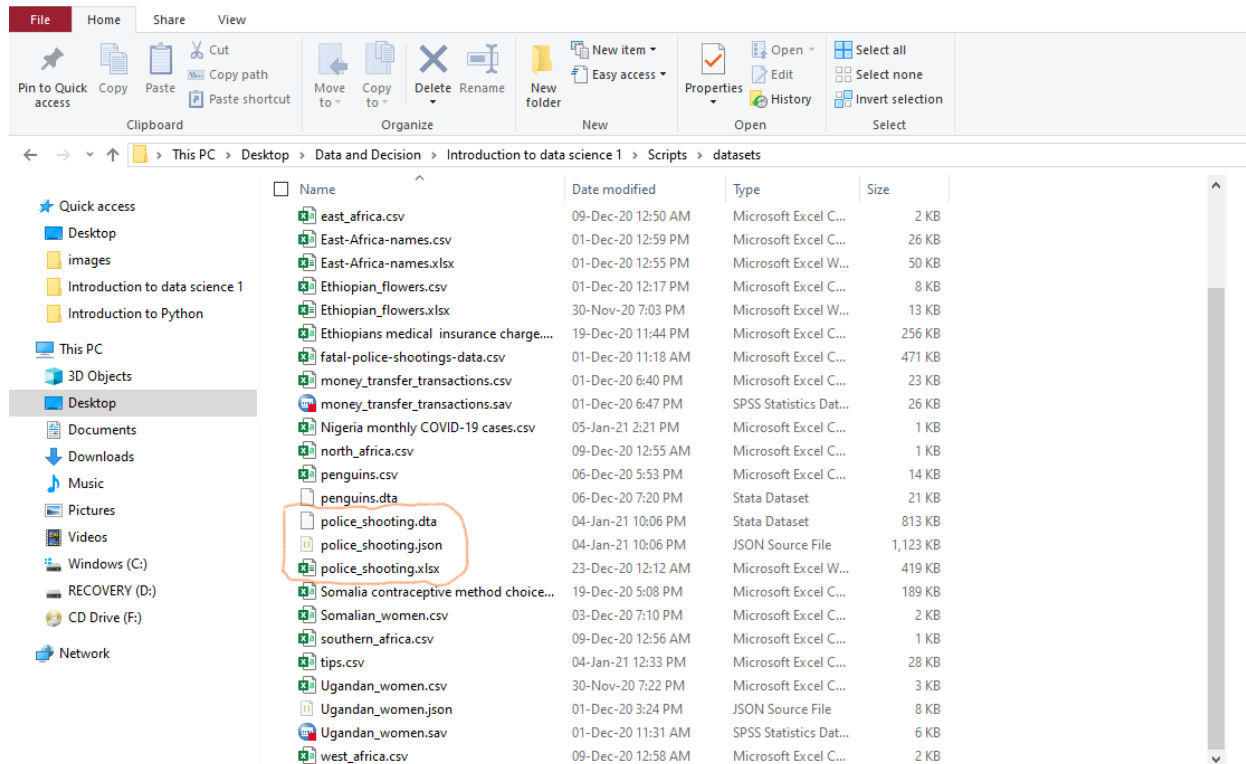 File Home Share View
Pin to Quick access
Copy
Paste
Cut
Copy path
Paste shortcut
Clipboard
Move to
Copy to
Delete
Rename
Organize
New folder
New item
Easy access
New
Properties
Open
Edit
History
Open
Select all
Select none
Invert selection
Select
This PC > Desktop > Data and Decision > Introduction to data science 1 > Scripts > datasets
Quick access
Desktop
images
Introduction to data science 1
Introduction to Python
This PC
3D Objects
Desktop
Documents
Downloads
Music
Pictures
Videos
Windows (C:)
RECOVERY (D:)
CD Drive (F:)
Network
Name Date modified Type Size
east_africa.csv 09-Dec-20 12:50 AM Microsoft Excel C... 2 KB
East-Africa-names.csv 01-Dec-20 12:59 PM Microsoft Excel C... 26 KB
East-Africa-names.xlsx 01-Dec-20 12:55 PM Microsoft Excel W... 50 KB
Ethiopian_flowers.csv 01-Dec-20 12:17 PM Microsoft Excel C... 8 KB
Ethiopian_flowers.xlsx 30-Nov-20 7:03 PM Microsoft Excel W... 13 KB
Ethiopians medical insurance charge.... 19-Dec-20 11:44 PM Microsoft Excel C... 256 KB
fatal-police-shootings-data.csv 01-Dec-20 11:18 AM Microsoft Excel C... 471 KB
money_transfer_transactions.csv 01-Dec-20 6:40 PM Microsoft Excel C... 23 KB
money_transfer_transactions.sav 01-Dec-20 6:47 PM SPSS Statistics Dat... 26 KB
Nigeria monthly COVID-19 cases.csv 05-Jan-21 2:21 PM Microsoft Excel C... 1 KB
north_africa.csv 09-Dec-20 12:55 AM Microsoft Excel C... 1 KB
penguins.csv 06-Dec-20 5:53 PM Microsoft Excel C... 14 KB
penguins.dta 06-Dec-20 7:20 PM Stata Dataset 21 KB
police_shooting.dta 04-Jan-21 10:06 PM Stata Dataset 813 KB
police_shooting.json 04-Jan-21 10:06 PM JSON Source File 1,123 KB
police_shooting.xlsx 23-Dec-20 12:12 AM Microsoft Excel W... 419 KB
Somalia contraceptive method choice... 19-Dec-20 5:08 PM Microsoft Excel C... 189 KB
Somalian_women.csv 03-Dec-20 7:10 PM Microsoft Excel C... 2 KB
southern_africa.csv 09-Dec-20 12:56 AM Microsoft Excel C... 1 KB
tips.csv 04-Jan-21 12:33 PM Microsoft Excel C... 28 KB
Ugandan_women.csv 30-Nov-20 7:22 PM Microsoft Excel C... 3 KB
Ugandan_women.json 01-Dec-20 3:24 PM JSON Source File 8 KB
Ugandan_women.sav 01-Dec-20 11:31 AM SPSS Statistics Dat... 6 KB
west_africa.csv 09-Dec-20 12:58 AM Microsoft Excel C... 2 KB